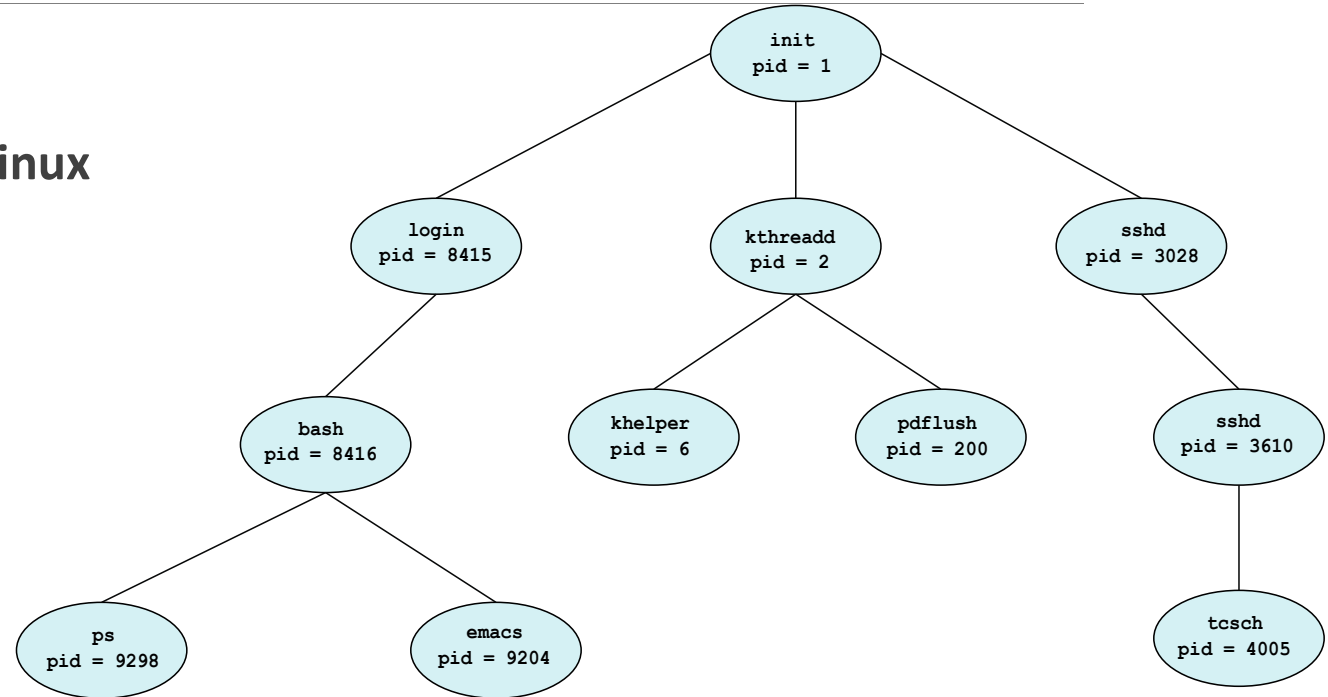 init
pid = 1
inux
login
pid = 8415
kthreadd
pid = 2
sshd
pid = 3028
bash
pid = 8416
khelper
pid = 6
pdflush
pid = 200
sshd
pid = 3610
ps
pid = 9298
emacs
pid = 9204
tcsch
pid = 4005